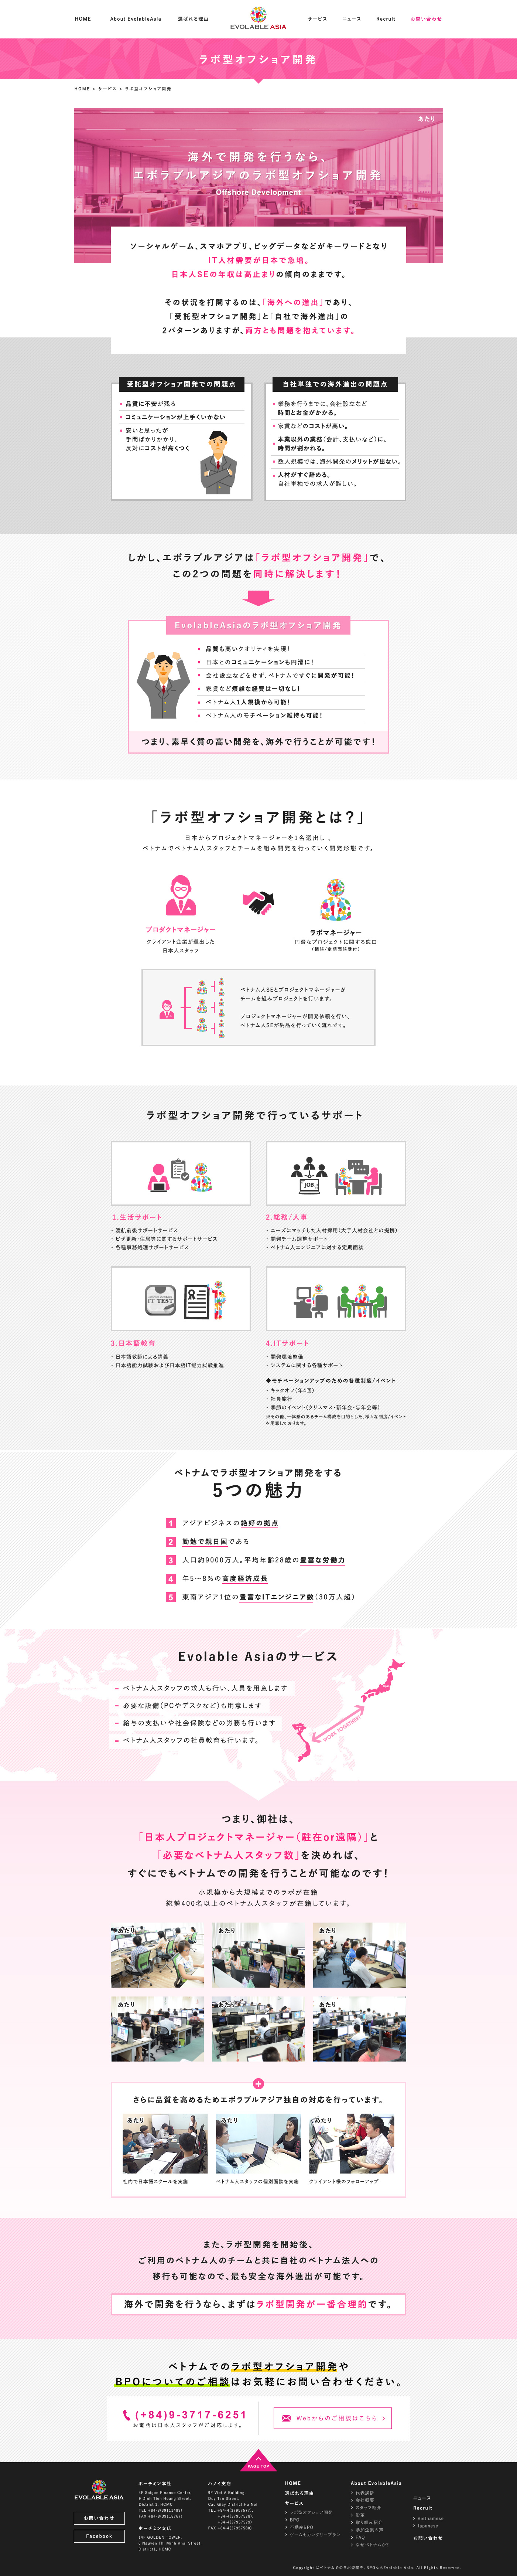 HOME
About EvolableAsia
選ばれる理由
EVOLABLE ASIA
サービス
ニュース
Recruit
お問い合わせ
ラボ型オフショア開発
HOME > サービス > ラボ型オフショア開発
あたり
海外で開発を行うなら、
エボラブルアジアのラボ型オフショア開発
Offshore Development
ソーシャルゲーム、スマホアプリ、ビッグデータなどがキーワードとなり
IT人材需要が日本で急増。
日本人SEの年収は高止まりの傾向のままです。
その状況を打開するのは、「海外への進出」であり、
「受託型オフショア開発」と「自社で海外進出」の
2パターンありますが、両方とも問題を抱えています。
受託型オフショア開発での問題点
品質に不安が残る
コミュニケーションが上手くいかない
安いと思ったが
手間ばかりかかり、
反対にコストが高くつく
自社単独での海外進出の問題点
業務を行うまでに、会社設立など
時間とお金がかかる。
家賃などのコストが高い。
本業以外の業務(会計、支払いなど)に、
時間が割かれる。
数人規模では、海外開発のメリットが出ない。
人材がすぐ辞める。
自社単独での求人が難しい。
しかし、エボラブルアジアは「ラボ型オフショア開発」で、
この2つの問題を同時に解決します!
EvolableAsiaのラボ型オフショア開発
品質も高いクオリティを実現!
日本とのコミュニケーションも円滑に!
会社設立などをせず、ベトナムですぐに開発が可能!
家賃など煩雑な経費は一切なし!
ベトナム人1人規模から可能!
ベトナム人のモチベーション維持も可能!
つまり、素早く質の高い開発を、海外で行うことが可能です!
「ラボ型オフショア開発とは?」
日本からプロジェクトマネージャーを1名選出し、
ベトナムでベトナム人スタッフとチームを組み開発を行っていく開発形態です。
プロダクトマネージャー
クライアント企業が選出した
日本人スタッフ
ラボマネージャー
円滑なプロジェクトに関する窓口
(相談/定期面談受付)
ベトナム人SEとプロジェクトマネージャーが
チームを組みプロジェクトを行います。
プロジェクトマネージャーが開発依頼を行い、
ベトナム人SEが納品を行っていく流れです。
ラボ型オフショア開発で行っているサポート
JOB
1.生活サポート
・渡航前後サポートサービス
・ビザ更新・住居等に関するサポートサービス
・各種事務処理サポートサービス
2.総務/人事
・ニーズにマッチした人材採用(大手人材会社との提携)
・開発チーム調整サポート
・ベトナム人エンジニアに対する定期面談
IT TEST
3.日本語教育
・日本語教師による講義
・日本語能力試験および日本語IT能力試験推進
4.ITサポート
・開発環境整備
・システムに関する各種サポート
◆モチベーションアップのための各種制度/イベント
・キックオフ(年4回)
・社員旅行
・季節のイベント(クリスマス・新年会・忘年会等)
※その他、一体感のあるチーム構成を目的とした、様々な制度/イベント
を用意しております。
ベトナムでラボ型オフショア開発をする
5つの魅力
1 アジアビジネスの絶好の拠点
2 勤勉で親日国である
3 人口約9000万人。平均年齢28歳の豊富な労働力
4 年5〜8%の高度経済成長
5 東南アジア1位の豊富なITエンジニア数(30万人超)
Evolable Asiaのサービス
ベトナム人スタッフの求人も行い、人員を用意します
必要な設備(PCやデスクなど)も用意します
給与の支払いや社会保険などの労務も行います
ベトナム人スタッフの社員教育も行います。
WORK TOGETHER!
つまり、御社は、
「日本人プロジェクトマネージャー(駐在or遠隔)」と
「必要なベトナム人スタッフ数」を決めれば、
すぐにでもベトナムでの開発を行うことが可能なのです!
小規模から大規模までのラボが在籍
総勢400名以上のベトナム人スタッフが在籍しています。
あたり
あたり
あたり
あたり
あたり
あたり
さらに品質を高めるためエボラブルアジア独自の対応を行っています。
あたり
あたり
あたり
社内で日本語スクールを実施
ベトナム人スタッフの個別面談を実施
クライアント様のフォローアップ
また、ラボ型開発を開始後、
ご利用のベトナム人のチームと共に自社のベトナム法人への
移行も可能なので、最も安全な海外進出が可能です。
海外で開発を行うなら、まずはラボ型開発が一番合理的です。
ベトナムでのラボ型オフショア開発や
BPOについてのご相談はお気軽にお問い合わせください。
(+84)9-3717-6251
お電話は日本人スタッフがご対応します。
Webからのご相談はこちら
PAGE TOP
EVOLABLE ASIA
お問い合わせ
Facebook
ホーチミン本社
ホーチミン支店
ハノイ支店
HOME
選ばれる理由
サービス
ラボ型オフショア開発
BPO
不動産BPO
ゲームセカンダリープラン
About EvolableAsia
代表挨拶
会社概要
スタッフ紹介
沿革
取り組み紹介
参加企業の声
FAQ
なぜベトナムか?
ニュース
Recruit
Vietnamese
Japanese
お問い合わせ